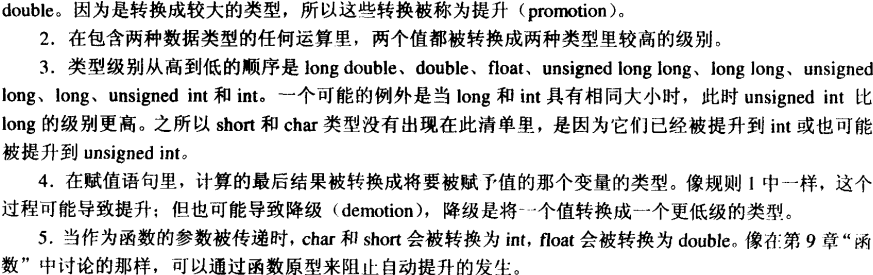 double。因为是转换成较大的类型，所以这些转换被称为提升（promotion）。
2．在包含两种数据类型的任何运算里，两个值都被转换成两种类型里较高的级别。
3．类型级别从高到低的顺序是 long double、double、float、unsigned long long、long long、unsigned
long、long、unsigned int 和 int。一个可能的例外是当 long 和 int 具有相同大小时，此时 unsigned int 比
long 的级别更高。之所以 short 和 char 类型没有出现在此清单里，是因为它们已经被提升到 int 或也可能
被提升到 unsigned int。
4．在赋值语句里，计算的最后结果被转换成将要被赋予值的那个变量的类型。像规则 1 中一样，这个
过程可能导致提升；但也可能导致降级（demotion），降级是将一个值转换成一个更低级的类型。
5．当作为函数的参数被传递时，char 和 short 会被转换为 int，float 会被转换为 double。像在第 9 章“函
数”中讨论的那样，可以通过函数原型来阻止自动提升的发生。